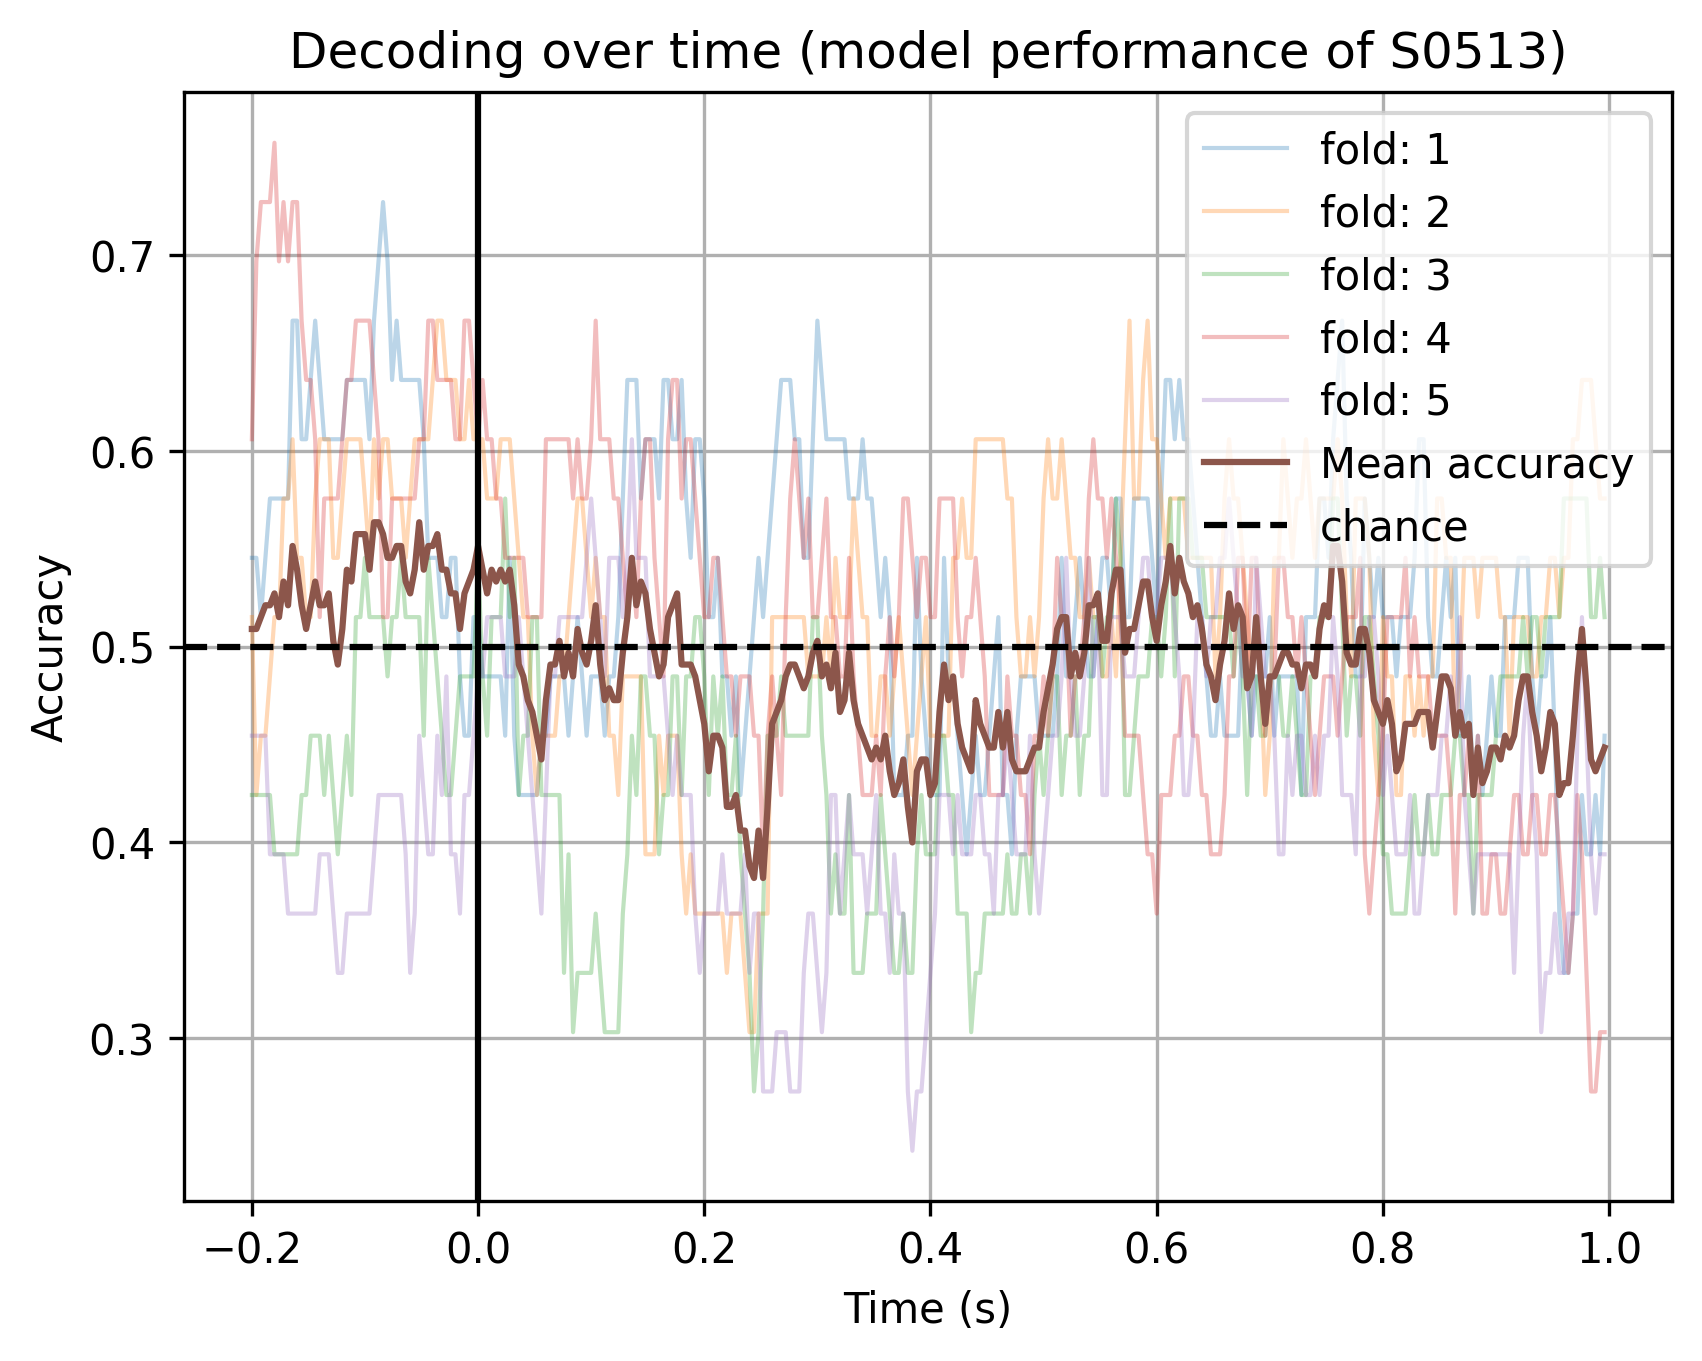 Decoding over time (model performance of S0513)
fold: 1
fold: 2
fold: 3
fold: 4
fold: 5
Mean accuracy
chance
Accuracy
0.7
0.6
0.5
0.4
0.3
−0.2
0.0
0.2
0.4
0.6
0.8
1.0
Time (s)